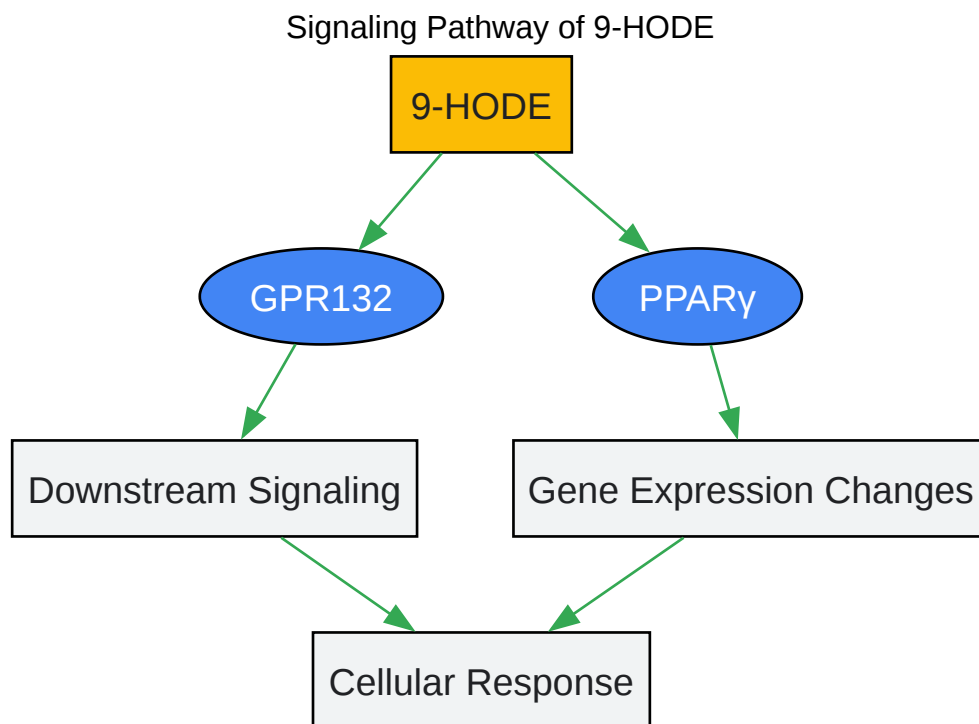 Signaling Pathway of 9-HODE
9-HODE
GPR132
PPARγ
Downstream Signaling
Gene Expression Changes
Cellular Response